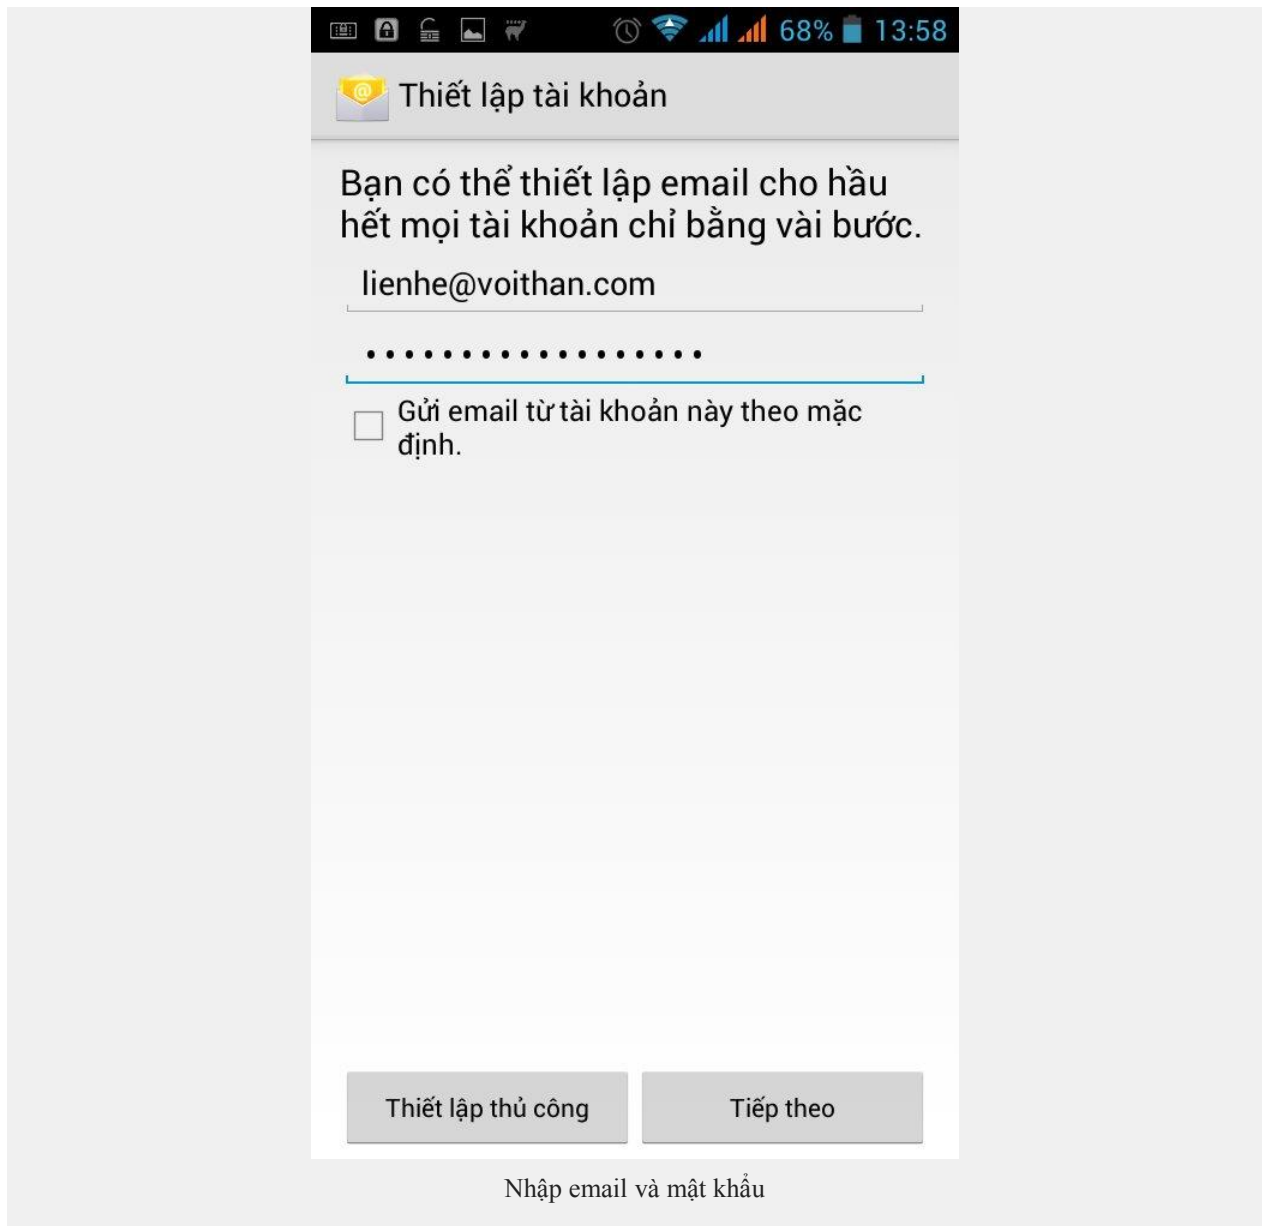 68% 13:58
Thiết lập tài khoản
Bạn có thể thiết lập email cho hầu
hết mọi tài khoản chỉ bằng vài bước.
lienhe@voithan.com
Gửi email từ tài khoản này theo mặc
định.
Thiết lập thủ công Tiếp theo
Nhập email và mật khẩu